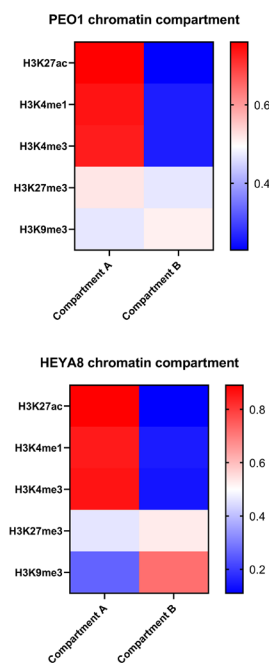 PEO1 chromatin compartment
H3K27ac
H3K4me1
H3K4me3
H3K27me3
H3K9me3
0.6
0.4
Compartment A
Compartment B
HEYA8 chromatin compartment
H3K27ac
H3K4me1
H3K4me3
H3K27me3
H3K9me3
0.8
0.6
0.4
0.2
Compartment A
Compartment B